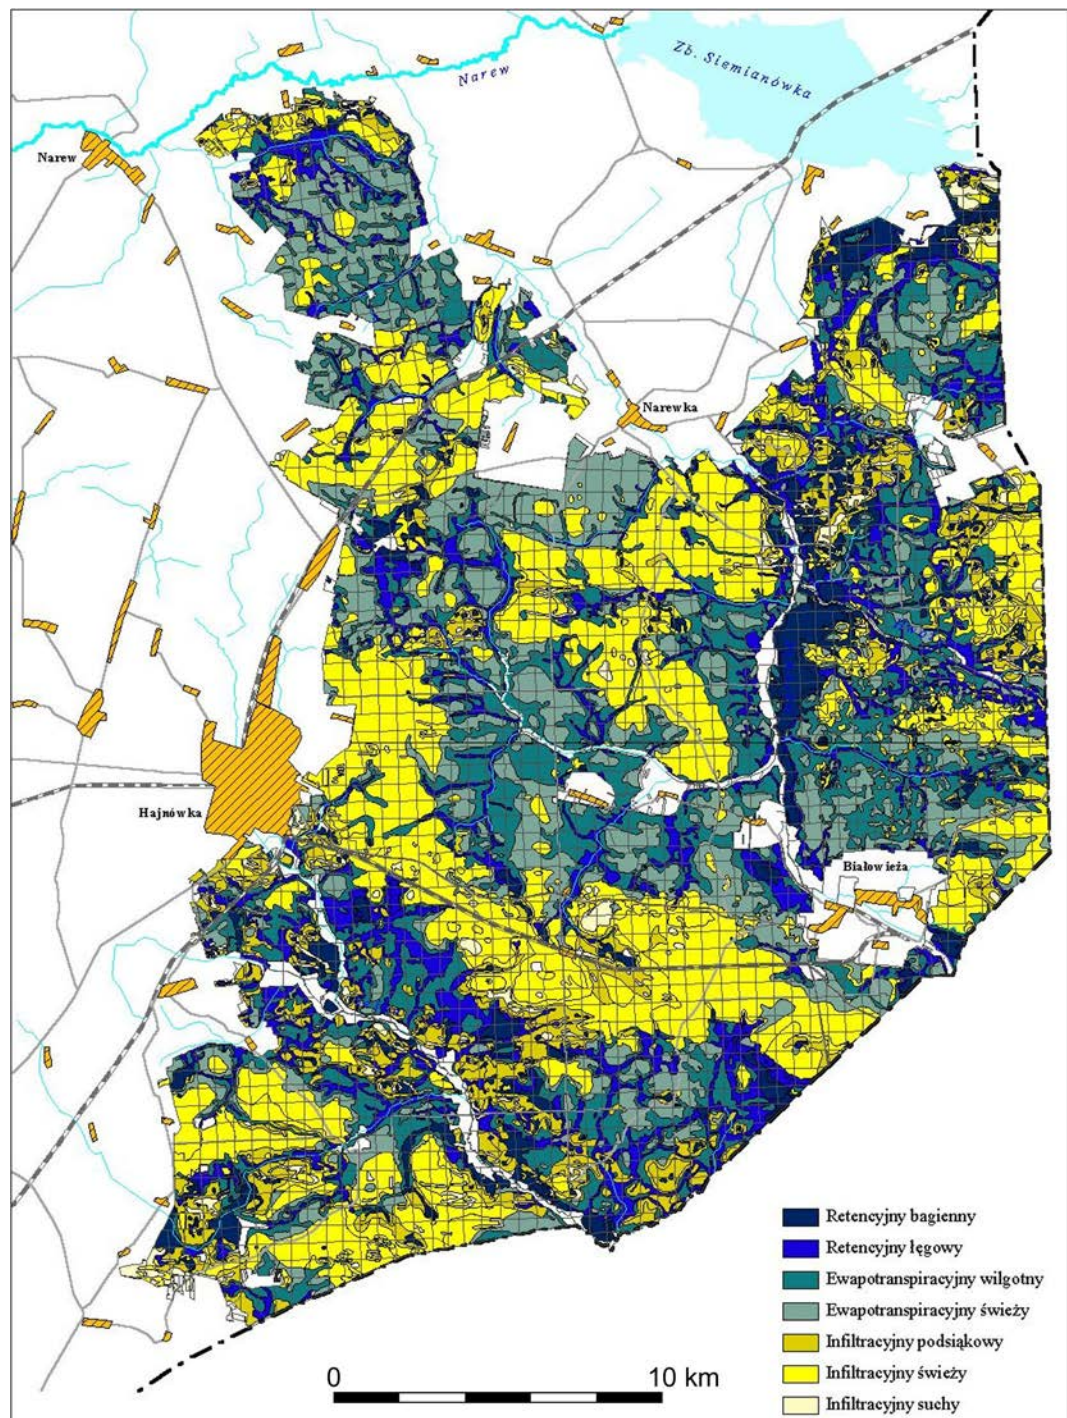 Zb. Siemianówka
Narew
Narew
Narewka
Hajnówka
Białowieża
Retencyjny bagienny
Retencyjny łęgowy
Ewapotranspiracyjny wilgotny
Ewapotranspiracyjny świeży
Infiltracyjny podsiąkowy
Infiltracyjny świeży
Infiltracyjny suchy
0 10 km